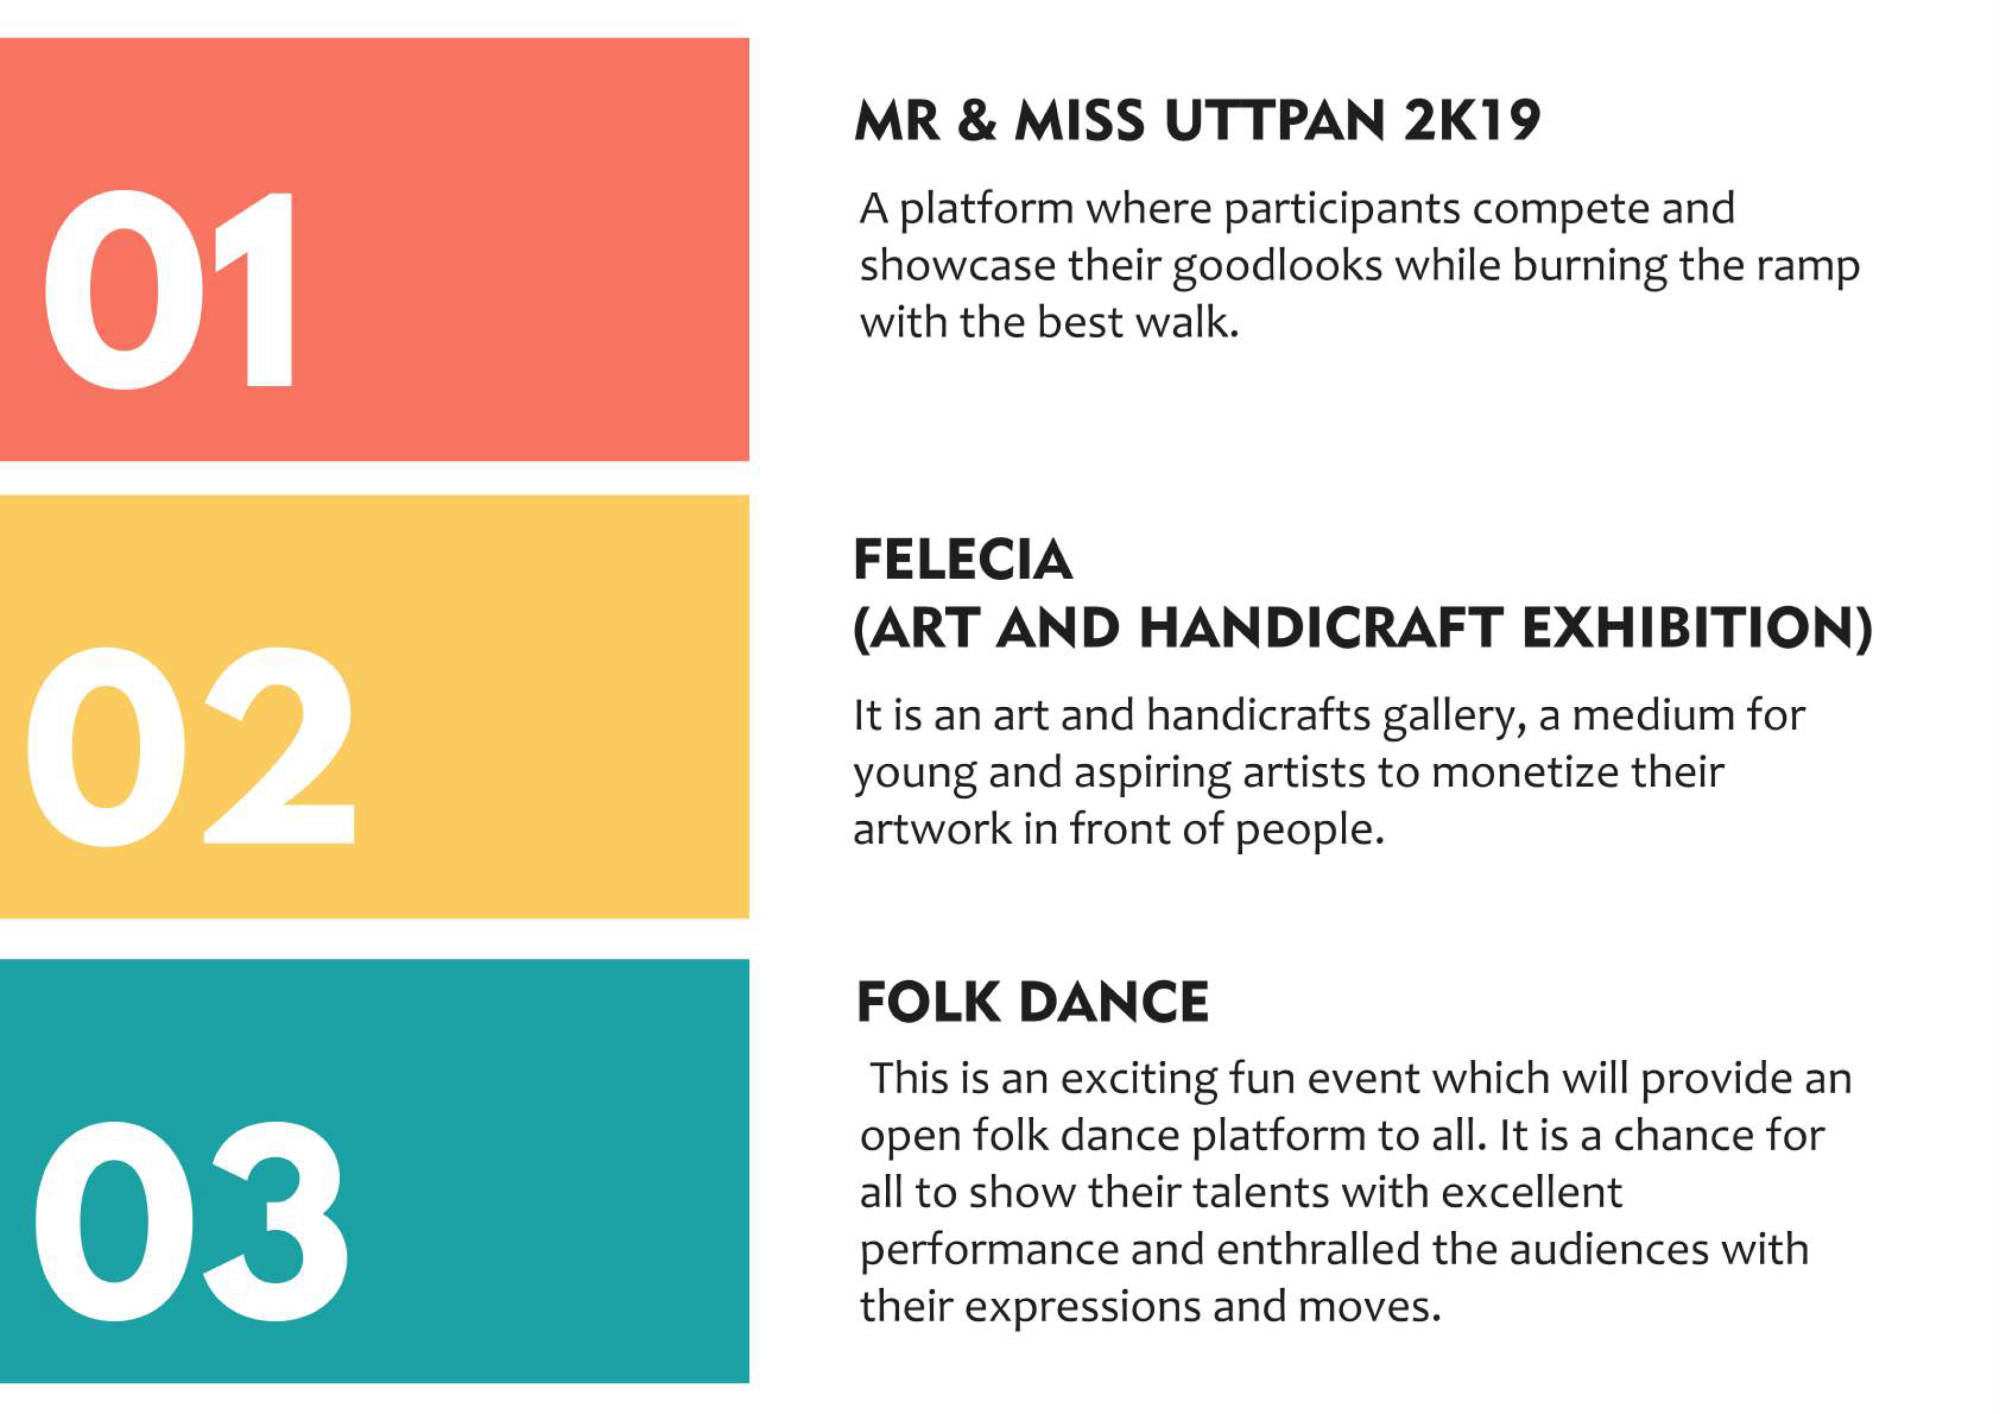 01
MR & MISS UTTPAN 2K19
A platform where participants compete and
showcase their goodlooks while burning the ramp
with the best walk.
02
FELECIA
(ART AND HANDICRAFT EXHIBITION)
It is an art and handicrafts gallery, a medium for
young and aspiring artists to monetize their
artwork in front of people.
03
FOLK DANCE
This is an exciting fun event which will provide an
open folk dance platform to all. It is a chance for
all to show their talents with excellent
performance and enthralled the audiences with
their expressions and moves.